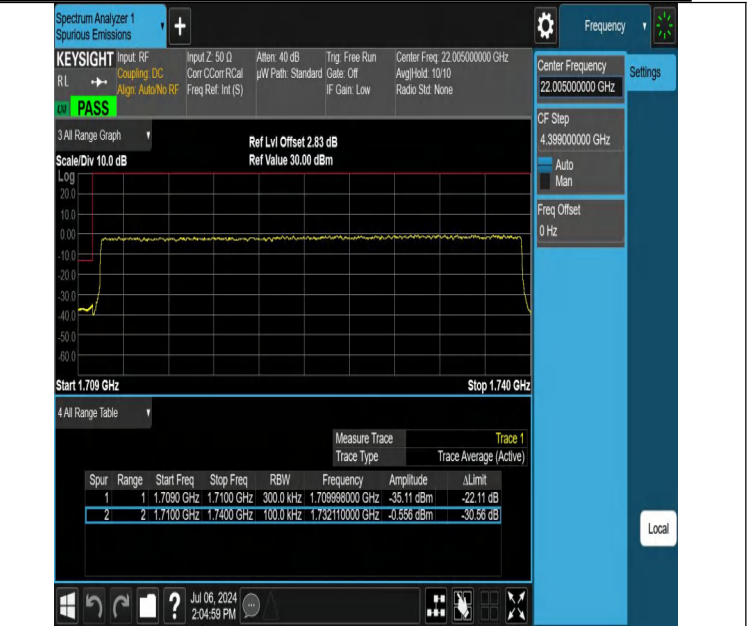 Spectrum Analyzer 1
Spurious Emissions
+
Frequency
KEYSIGHT Input: RF Input Z: 50 Ω Atten: 40 dB Trig: Free Run Center Freq: 22.005000000 GHz
RL Coupling: DC Corr CCorr RCal µW Path: Standard Gate: Off Avg|Hold: 10/10
Align: Auto/No RF Freq Ref: Int (S) IF Gain: Low Radio Std: None
PASS
Center Frequency
22.005000000 GHz
Settings
CF Step
4.399000000 GHz
Auto
Man
Freq Offset
0 Hz
3 All Range Graph
Ref Lvl Offset 2.83 dB
Scale/Div 10.0 dB Ref Value 30.00 dBm
Log
20.0
10.0
0.00
-10.0
-20.0
-30.0
-40.0
-50.0
-60.0
Start 1.709 GHz Stop 1.740 GHz
4 All Range Table
Measure Trace Trace 1
Trace Type Trace Average (Active)
Spur Range Start Freq Stop Freq RBW Frequency Amplitude ΔLimit
1 1 1.7090 GHz 1.7100 GHz 300.0 kHz 1.709998000 GHz -35.11 dBm -22.11 dB
2 2 1.7100 GHz 1.7400 GHz 100.0 kHz 1.732110000 GHz -0.556 dBm -30.56 dB
Local
? Jul 06, 2024
2:04:59 PM